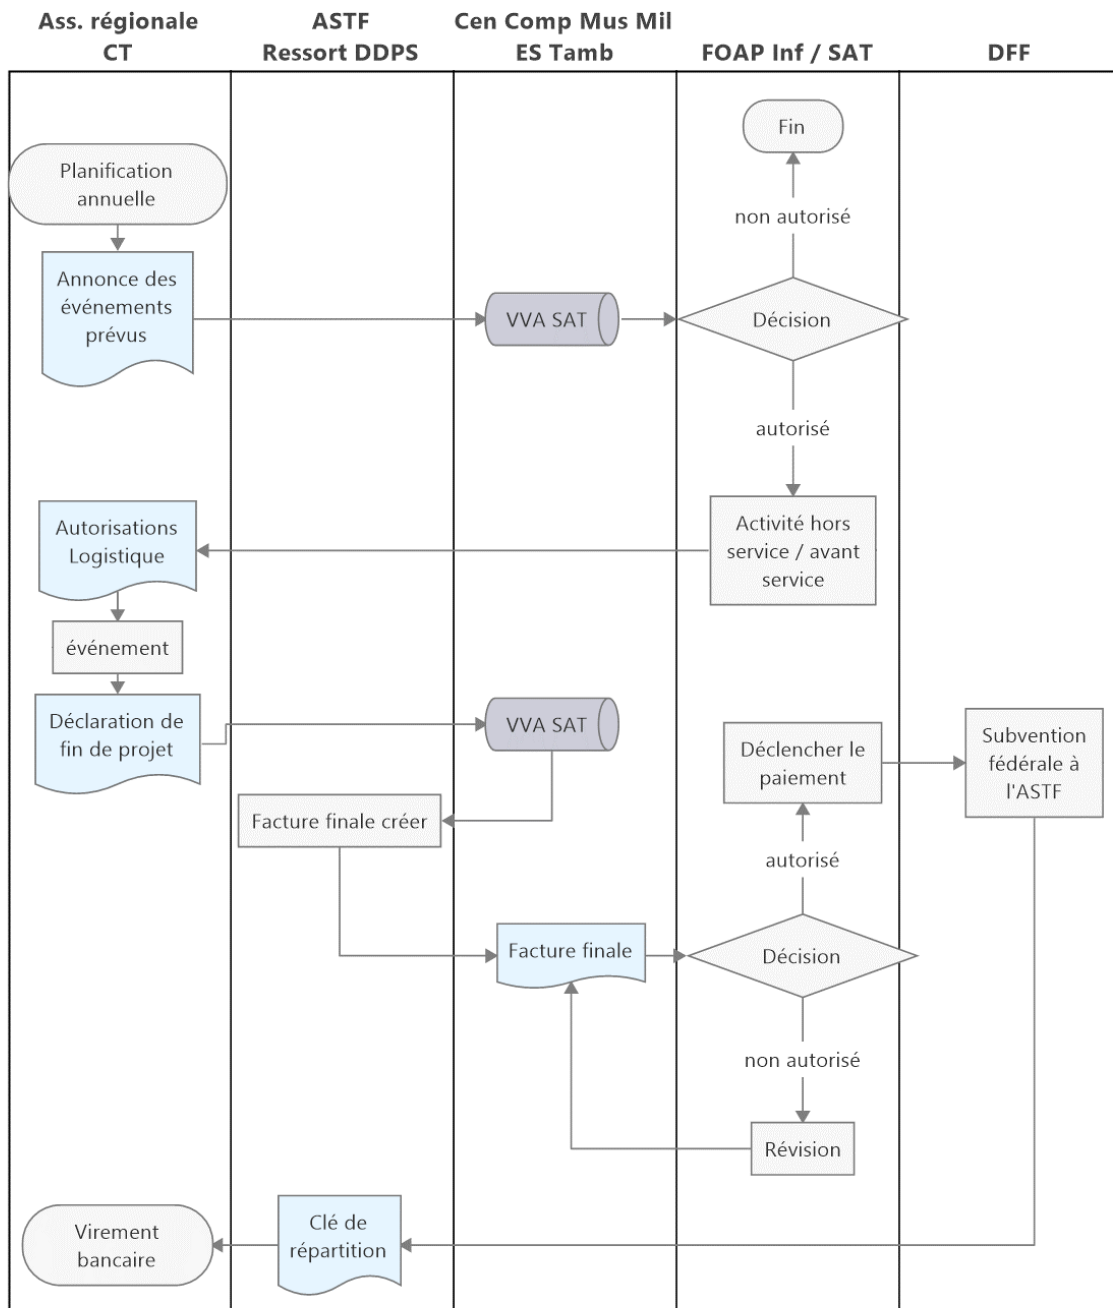 Ass. régionale
CT
ASTF
Ressort DDPS
Cen Comp Mus Mil
ES Tamb
FOAP Inf / SAT
DFF
Fin
Planification
annuelle
non autorisé
Annonce des
événements
prévus
VVA SAT
Décision
autorisé
Autorisations
Logistique
Activité hors
service / avant
service
événement
Déclaration de
fin de projet
VVA SAT
Déclencher le
paiement
Subvention
fédérale à
l'ASTF
Facture finale créer
autorisé
Facture finale
Décision
non autorisé
Révision
Virement
bancaire
Clé de
répartition